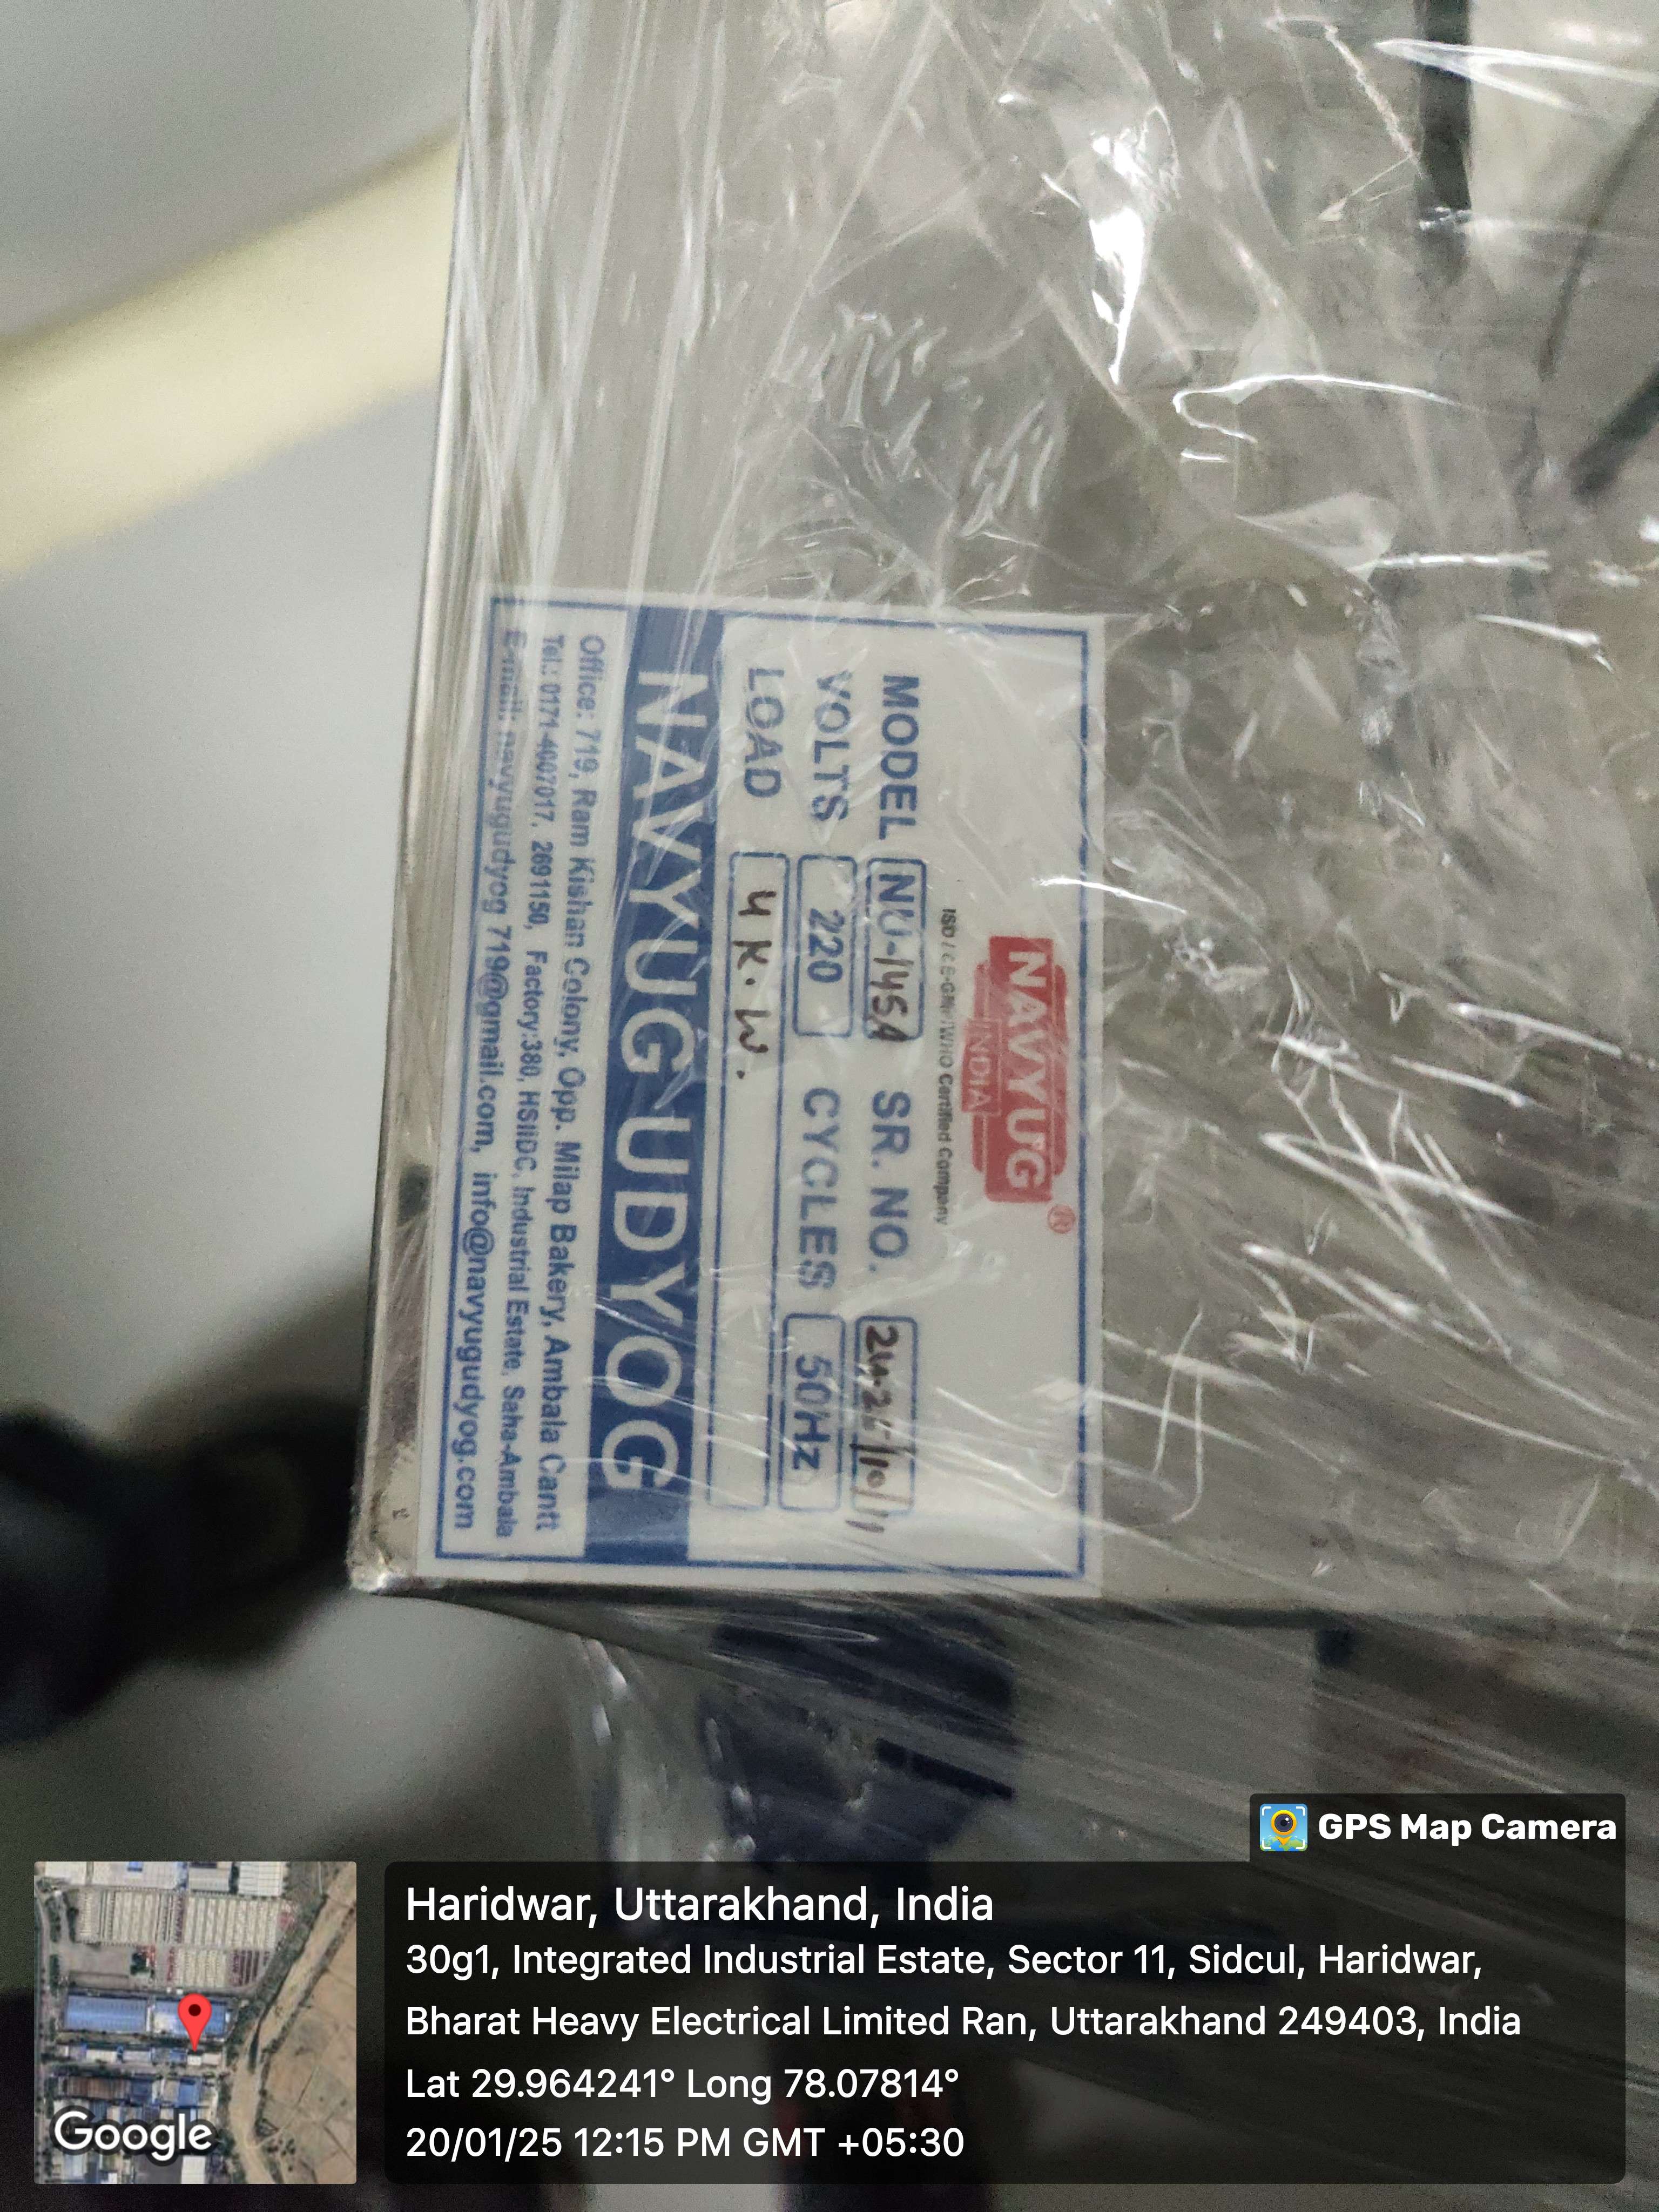 NAVYUG ®
INDIA
Certified Company
MODEL NU-145A SR. NO.
VOLTS 220 CYCLES 50Hz
LOAD 4 K.W.
NAVYUG UDYOG
Office: 719, Ram Kishan Colony, Opp. Milap Bakery, Ambala Cantt
Tel.: 0171-4007017, 2691150, Factory:380, HSIIDC, Industrial Estate, Saha-Ambala
E-mail: navyugudyog 719@gmail.com, info@navyugudyog.com
GPS Map Camera
Haridwar, Uttarakhand, India
30g1, Integrated Industrial Estate, Sector 11, Sidcul, Haridwar,
Bharat Heavy Electrical Limited Ran, Uttarakhand 249403, India
Lat 29.964241° Long 78.07814°
20/01/25 12:15 PM GMT +05:30
Google